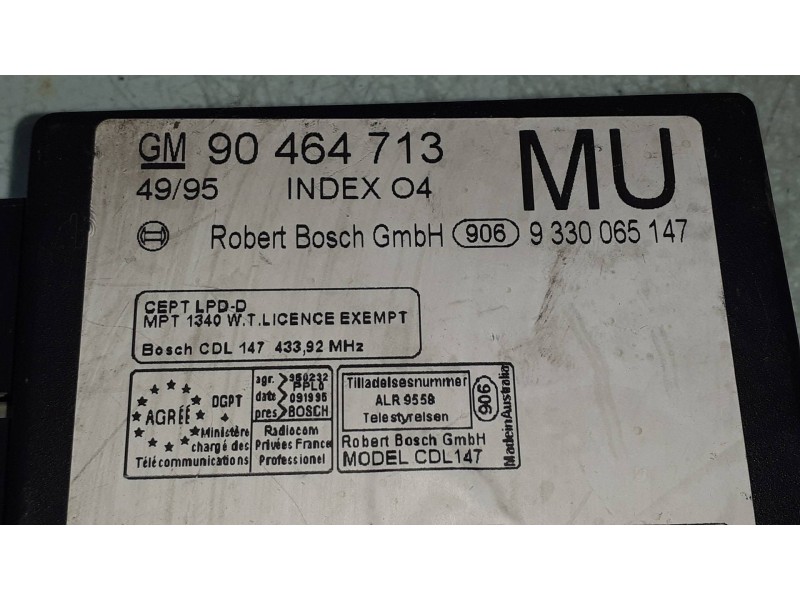 GM 90 464 713
MU
49/95 INDEX 04
Robert Bosch GmbH 906 9 330 065 147
CEPT LPD-D
MPT 1340 W.T.LICENCE EXEMPT
Bosch CDL 147 433,92 MHz
AGRÉÉ
DGPT
Ministère
chargé des
Télécommunications
agr. 950232
PPL0
date 091995
pres BOSCH
Radiocom
Privées France
Professionel
Tilladelsesnummer
ALR 9558
Telestyrelsen
Robert Bosch GmbH
MODEL CDL147
906
Made in Australia